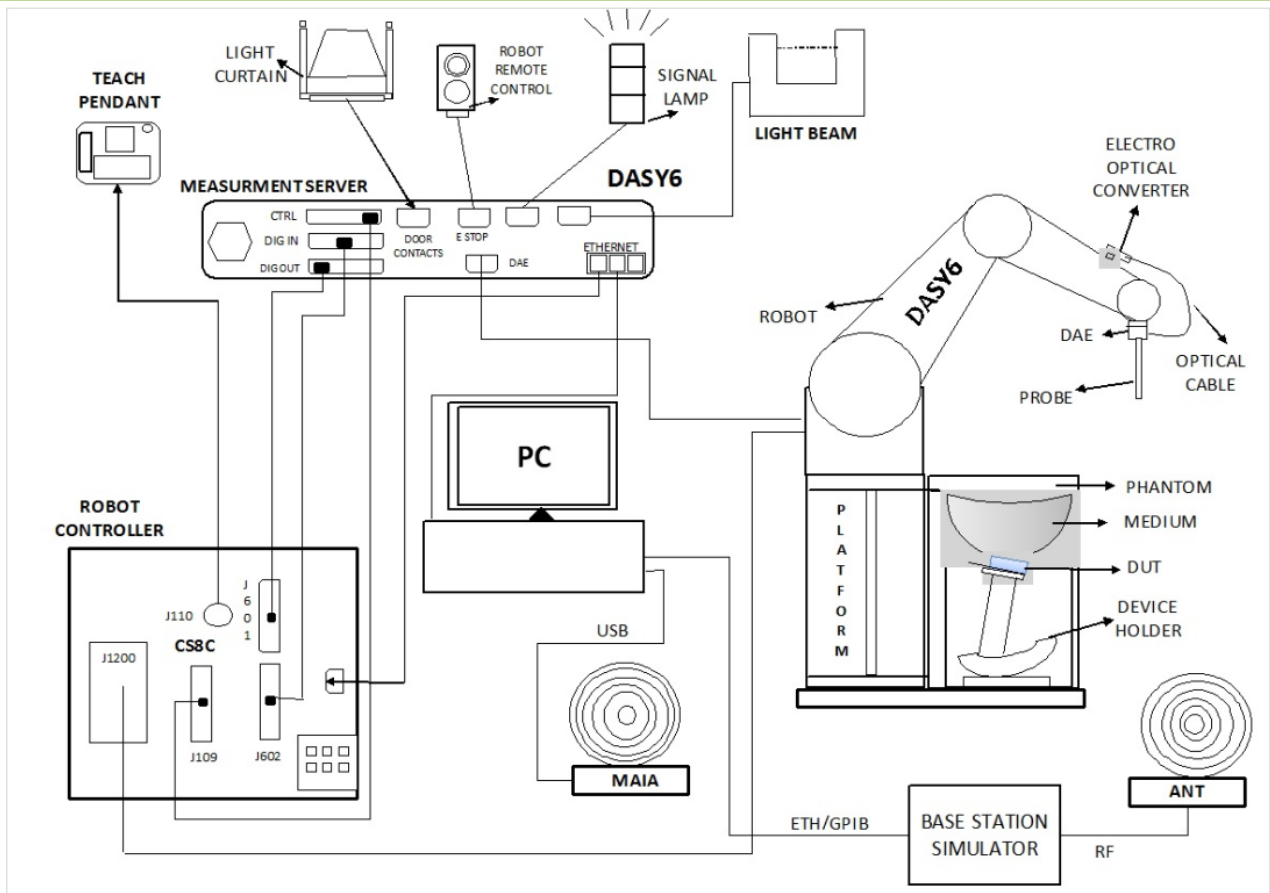 LIGHT
CURTAIN
ROBOT
REMOTE
CONTROL
SIGNAL
LAMP
LIGHT BEAM
TEACH
PENDANT
MEASURMENT SERVER
DASY6
CTRL
DIG IN
DIGOUT
DOOR
CONTACTS
E STOP
DAE
ETHERNET
ELECTRO
OPTICAL
CONVERTER
DASY6
ROBOT
DAE
PROBE
OPTICAL
CABLE
PC
ROBOT
CONTROLLER
J110
J601
CS8C
J1200
J109
J602
USB
MAIA
PLATFORM
PHANTOM
MEDIUM
DUT
DEVICE
HOLDER
ETH/GPIB
BASE STATION
SIMULATOR
RF
ANT